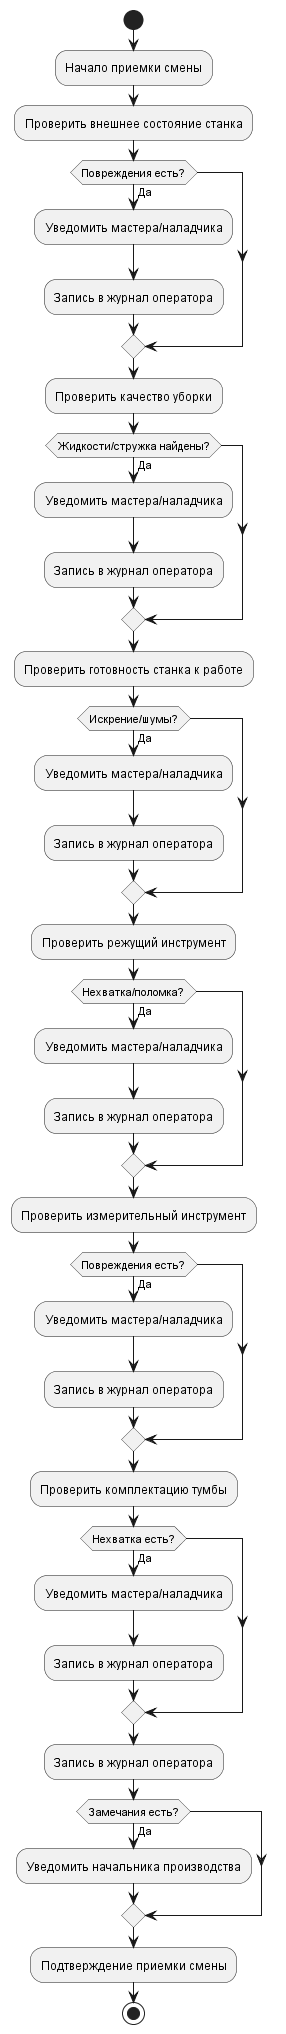 Начало приемки смены
Проверить внешнее состояние станка
Повреждения есть?
Да
Уведомить мастера/наладчика
Запись в журнал оператора
Проверить качество уборки
Жидкости/стружка найдены?
Да
Уведомить мастера/наладчика
Запись в журнал оператора
Проверить готовность станка к работе
Искрение/шумы?
Да
Уведомить мастера/наладчика
Запись в журнал оператора
Проверить режущий инструмент
Нехватка/поломка?
Да
Уведомить мастера/наладчика
Запись в журнал оператора
Проверить измерительный инструмент
Повреждения есть?
Да
Уведомить мастера/наладчика
Запись в журнал оператора
Проверить комплектацию тумбы
Нехватка есть?
Да
Уведомить мастера/наладчика
Запись в журнал оператора
Запись в журнал оператора
Замечания есть?
Да
Уведомить начальника производства
Подтверждение приемки смены